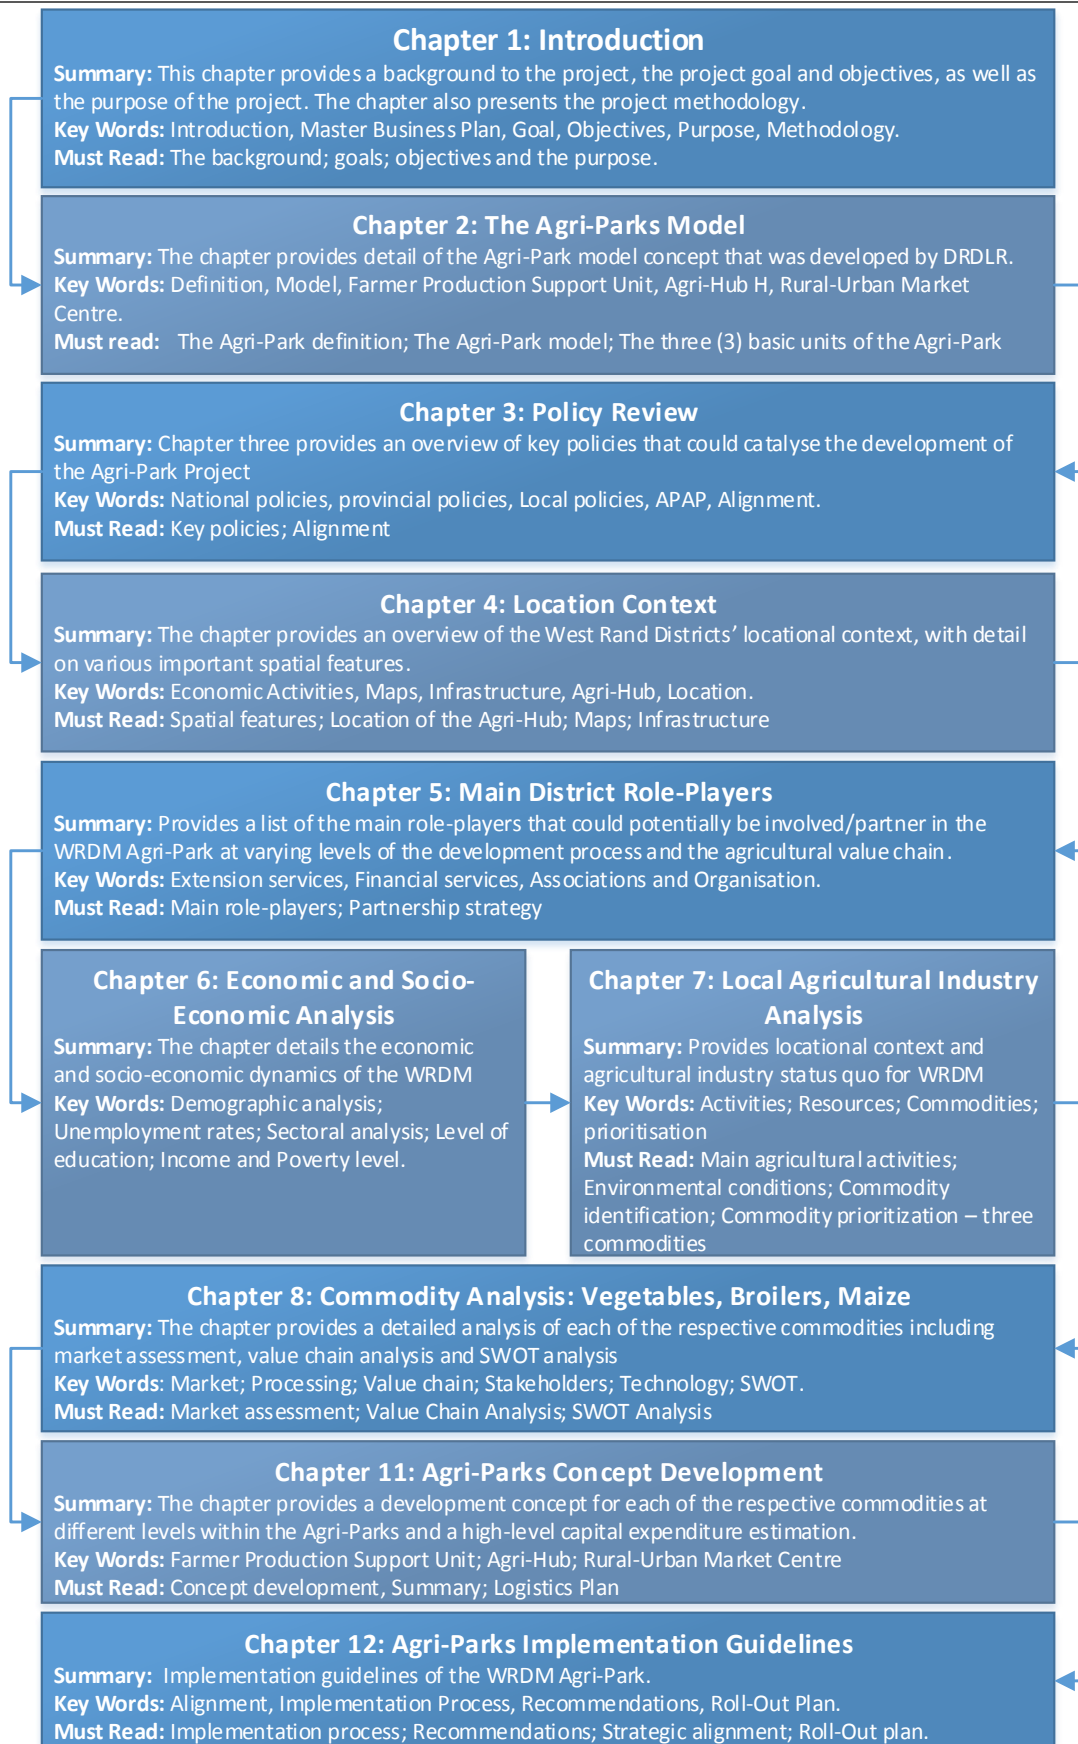 Chapter 1: Introduction
Summary: This chapter provides a background to the project, the project goal and objectives, as well as
the purpose of the project. The chapter also presents the project methodology.
Key Words: Introduction, Master Business Plan, Goal, Objectives, Purpose, Methodology.
Must Read: The background; goals; objectives and the purpose.
Chapter 2: The Agri-Parks Model
Summary: The chapter provides detail of the Agri-Park model concept that was developed by DRDLR.
Key Words: Definition, Model, Farmer Production Support Unit, Agri-Hub H, Rural-Urban Market
Centre.
Must read: The Agri-Park definition; The Agri-Park model; The three (3) basic units of the Agri-Park
Chapter 3: Policy Review
Summary: Chapter three provides an overview of key policies that could catalyse the development of
the Agri-Park Project
Key Words: National policies, provincial policies, Local policies, APAP, Alignment.
Must Read: Key policies; Alignment
Chapter 4: Location Context
Summary: The chapter provides an overview of the West Rand Districts' locational context, with detail
on various important spatial features.
Key Words: Economic Activities, Maps, Infrastructure, Agri-Hub, Location.
Must Read: Spatial features; Location of the Agri-Hub; Maps; Infrastructure
Chapter 5: Main District Role-Players
Summary: Provides a list of the main role-players that could potentially be involved/partner in the
WRDM Agri-Park at varying levels of the development process and the agricultural value chain.
Key Words: Extension services, Financial services, Associations and Organisation.
Must Read: Main role-players; Partnership strategy
Chapter 6: Economic and Socio-
Economic Analysis
Summary: The chapter details the economic
and socio-economic dynamics of the WRDM
Key Words: Demographic analysis;
Unemployment rates; Sectoral analysis; Level of
education; Income and Poverty level.
Chapter 7: Local Agricultural Industry
Analysis
Summary: Provides locational context and
agricultural industry status quo for WRDM
Key Words: Activities; Resources; Commodities;
prioritisation
Must Read: Main agricultural activities;
Environmental conditions; Commodity
identification; Commodity prioritization – three
commodities
Chapter 8: Commodity Analysis: Vegetables, Broilers, Maize
Summary: The chapter provides a detailed analysis of each of the respective commodities including
market assessment, value chain analysis and SWOT analysis
Key Words: Market; Processing; Value chain; Stakeholders; Technology; SWOT.
Must Read: Market assessment; Value Chain Analysis; SWOT Analysis
Chapter 11: Agri-Parks Concept Development
Summary: The chapter provides a development concept for each of the respective commodities at
different levels within the Agri-Parks and a high-level capital expenditure estimation.
Key Words: Farmer Production Support Unit; Agri-Hub; Rural-Urban Market Centre
Must Read: Concept development, Summary; Logistics Plan
Chapter 12: Agri-Parks Implementation Guidelines
Summary: Implementation guidelines of the WRDM Agri-Park.
Key Words: Alignment, Implementation Process, Recommendations, Roll-Out Plan.
Must Read: Implementation process; Recommendations; Strategic alignment; Roll-Out plan.